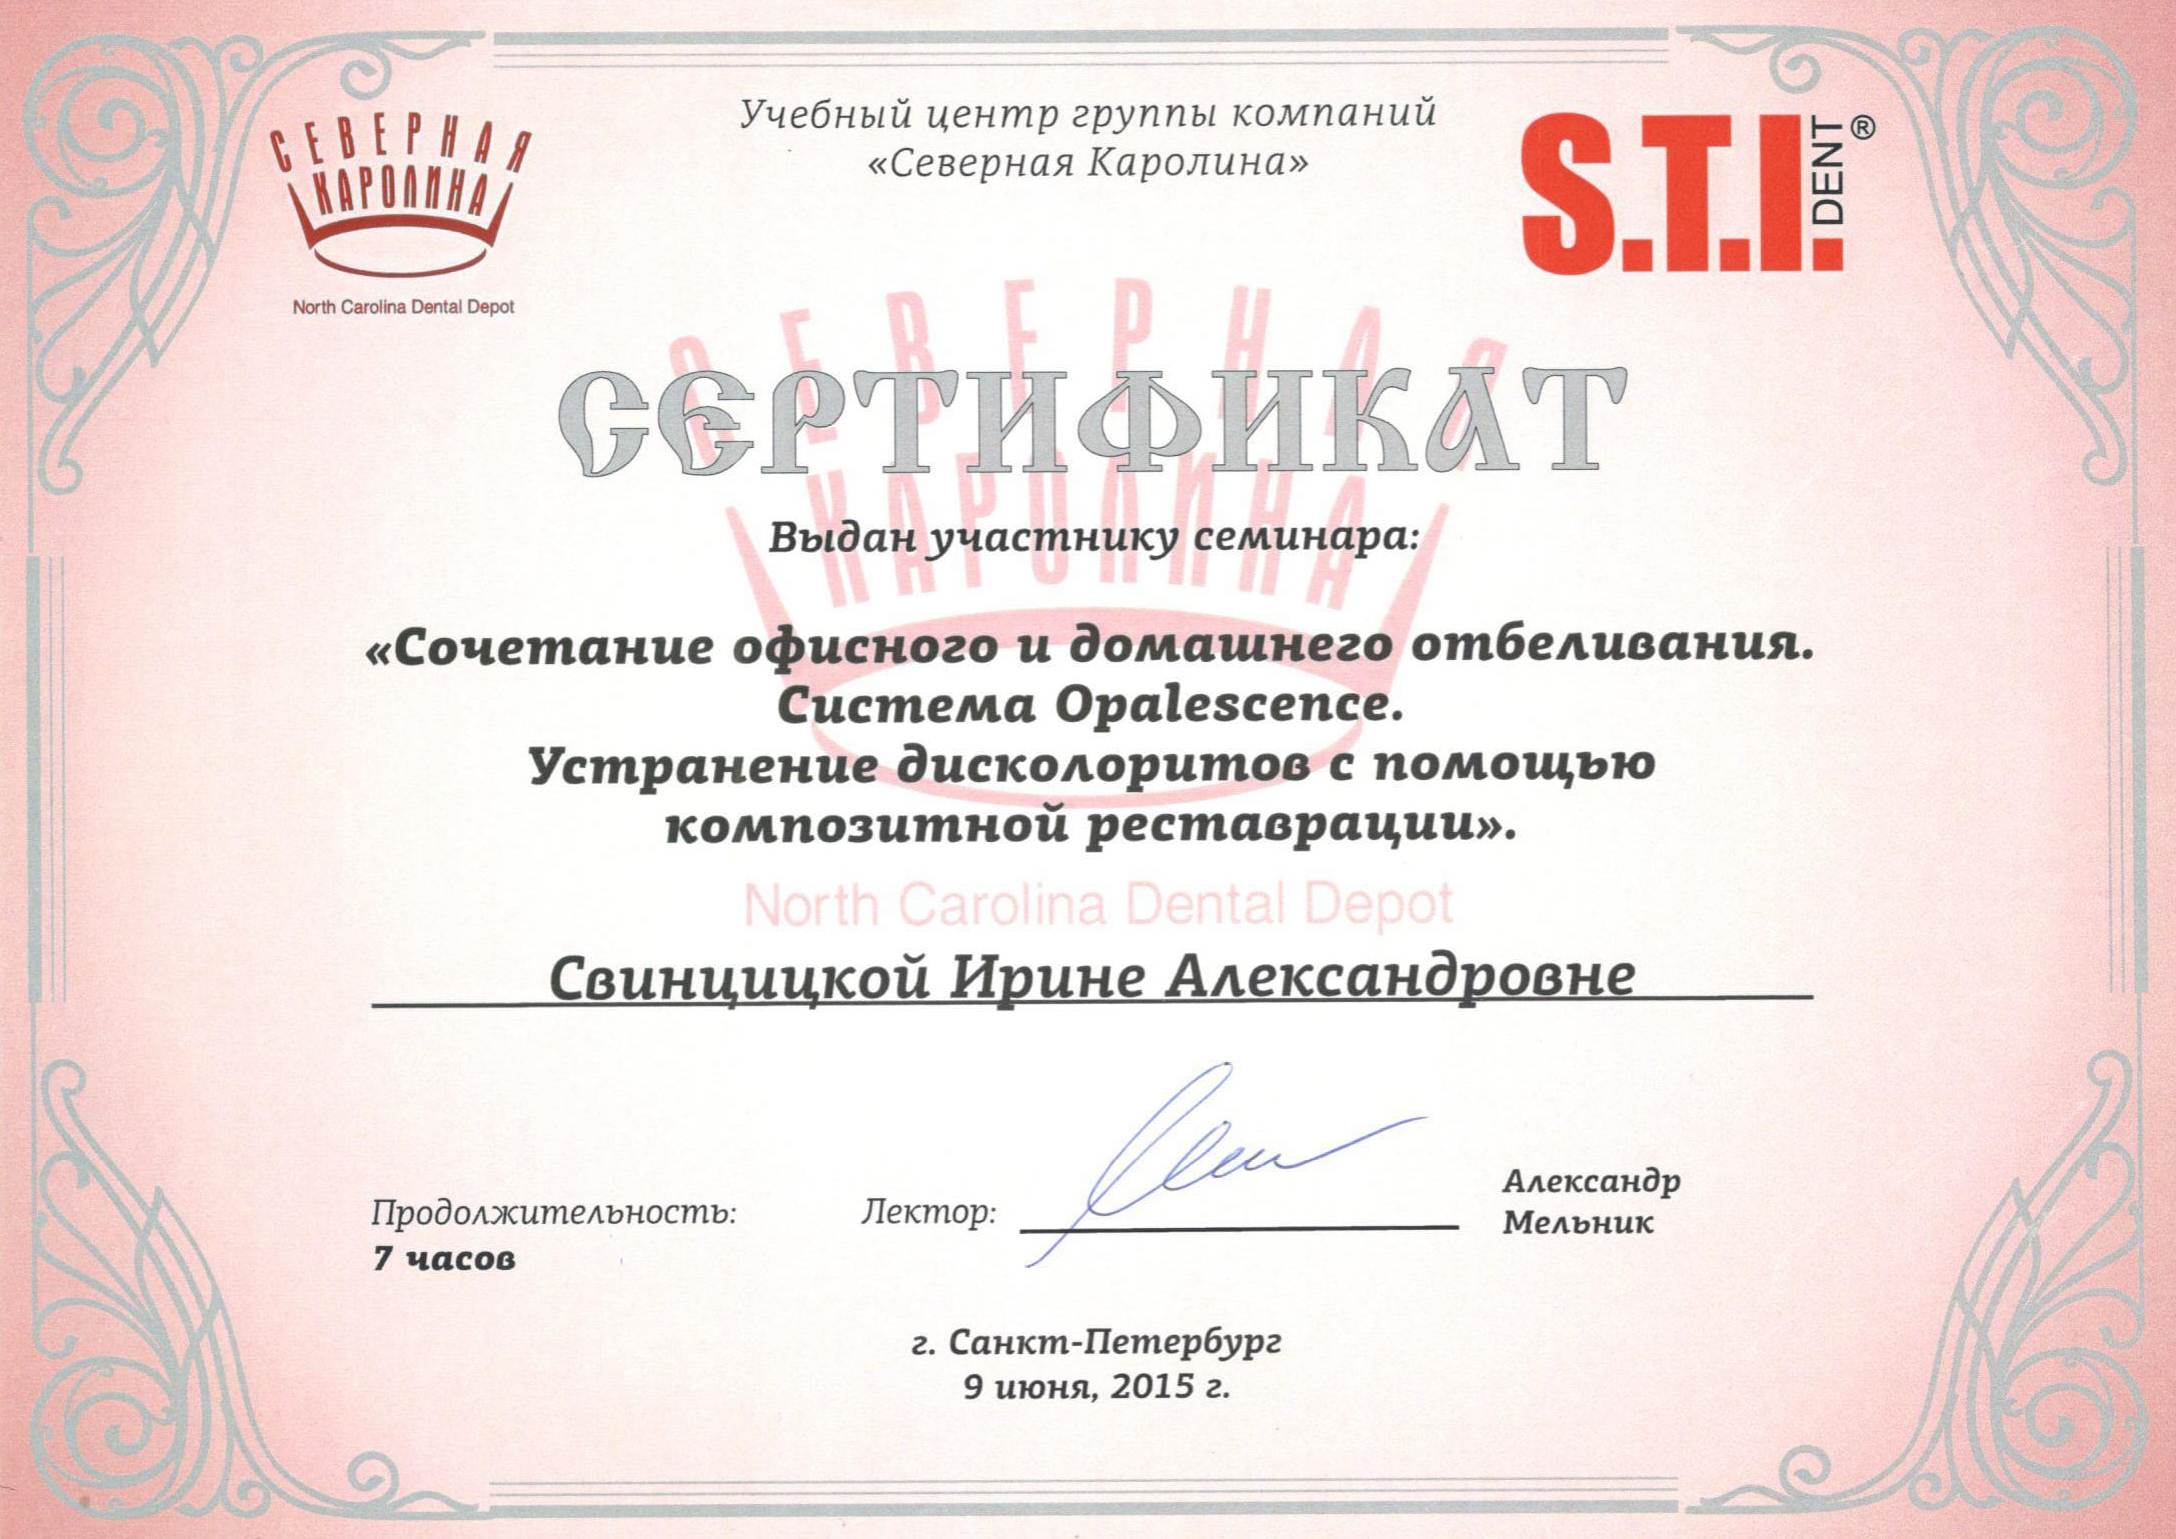 СЕВЕРНАЯ
КАРОЛИНА
North Carolina Dental Depot
Учебный центр группы компаний
«Северная Каролина»
S.T.I.
DENT®
СЕВЕРНАЯ
КАРОЛИНА
СЕРТИФИКАТ
Выдан участнику семинара:
«Сочетание офисного и домашнего отбеливания.
Система Opalescence.
Устранение дисколоритов с помощью
композитной реставрации».
North Carolina Dental Depot
Свинцицкой Ирине Александровне
Продолжительность:
7 часов
Лектор:
Александр
Мельник
г. Санкт-Петербург
9 июня, 2015 г.